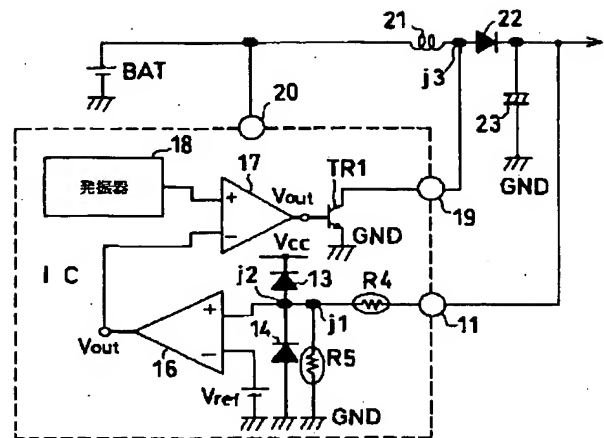 21
22
j3
BAT
20
23
18
発振器
17
TR1
GND
Vout
19
GND
Vcc
13
I C
j2
j1
R4
11
14
R5
16
Vout
Vref
GND
+
-
+
-